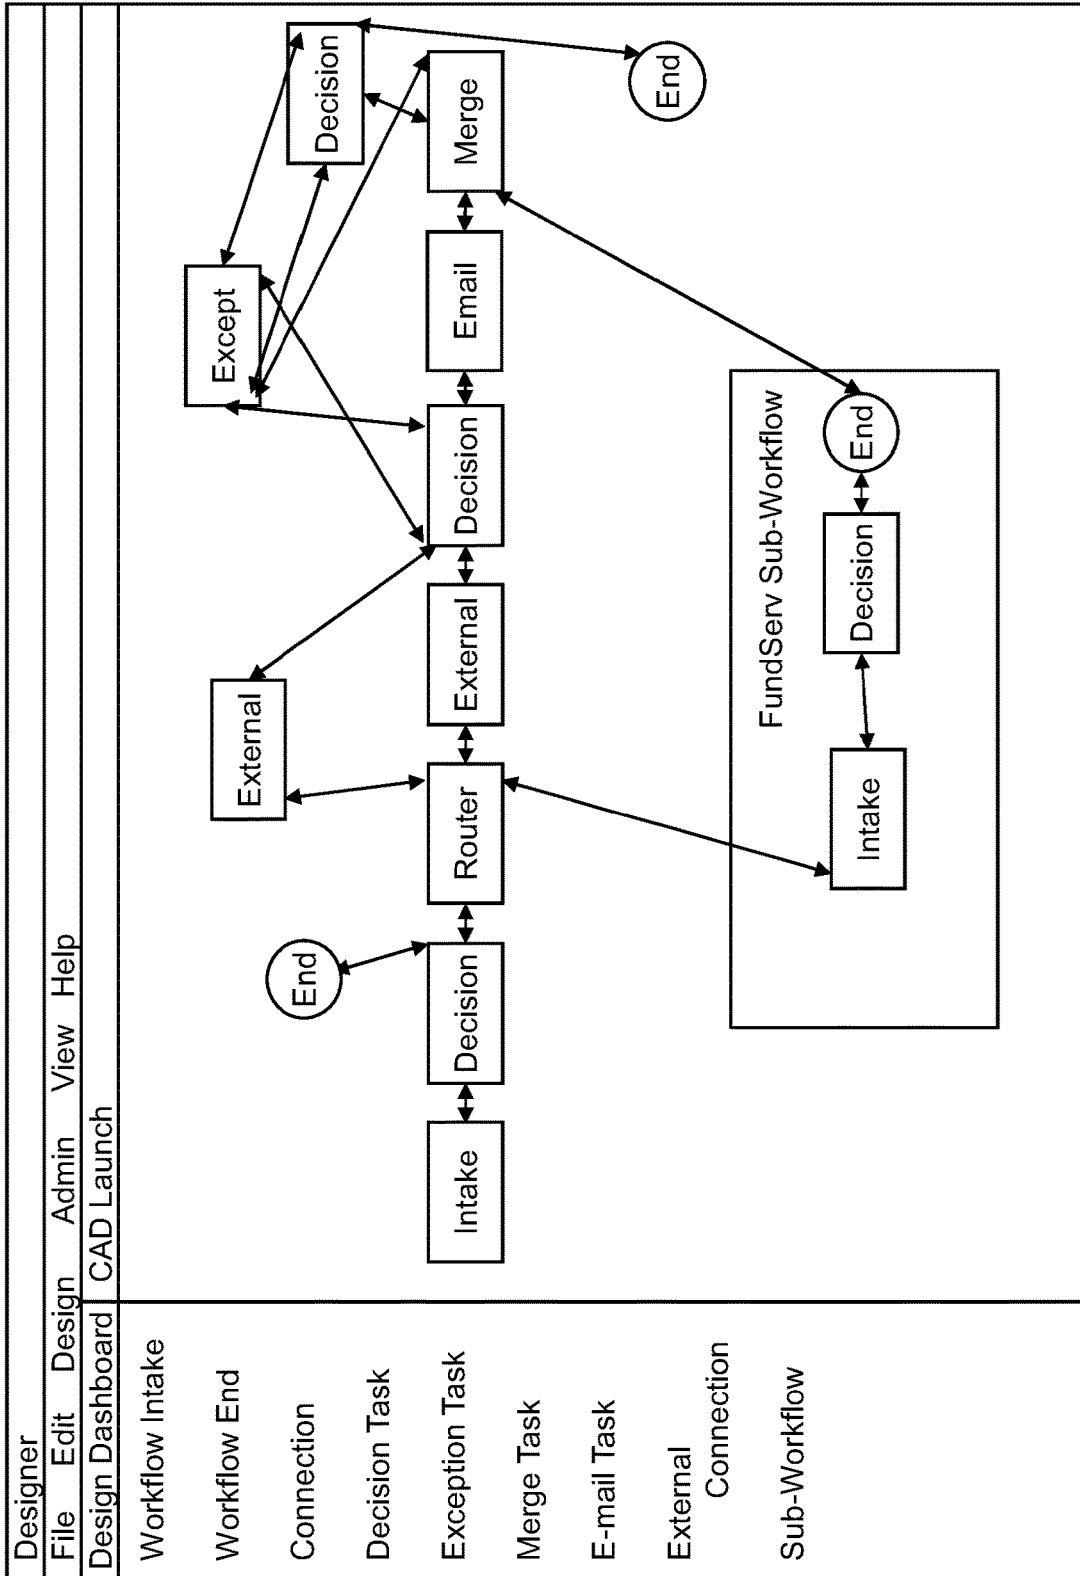 Designer
File Edit Design Admin View Help
Design Dashboard CAD Launch
Workflow Intake
Workflow End
Connection
Decision Task
Exception Task
Merge Task
E-mail Task
External
Connection
Sub-Workflow
Except
External
End
Decision
Intake
Decision
Router
External
Decision
Email
Merge
End
FundServ Sub-Workflow
Intake
Decision
End